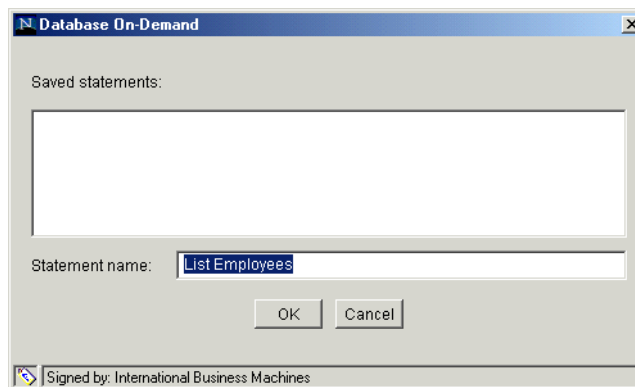 Database On-Demand
Saved statements:
Statement name: List Employees
OK Cancel
Signed by: International Business Machines